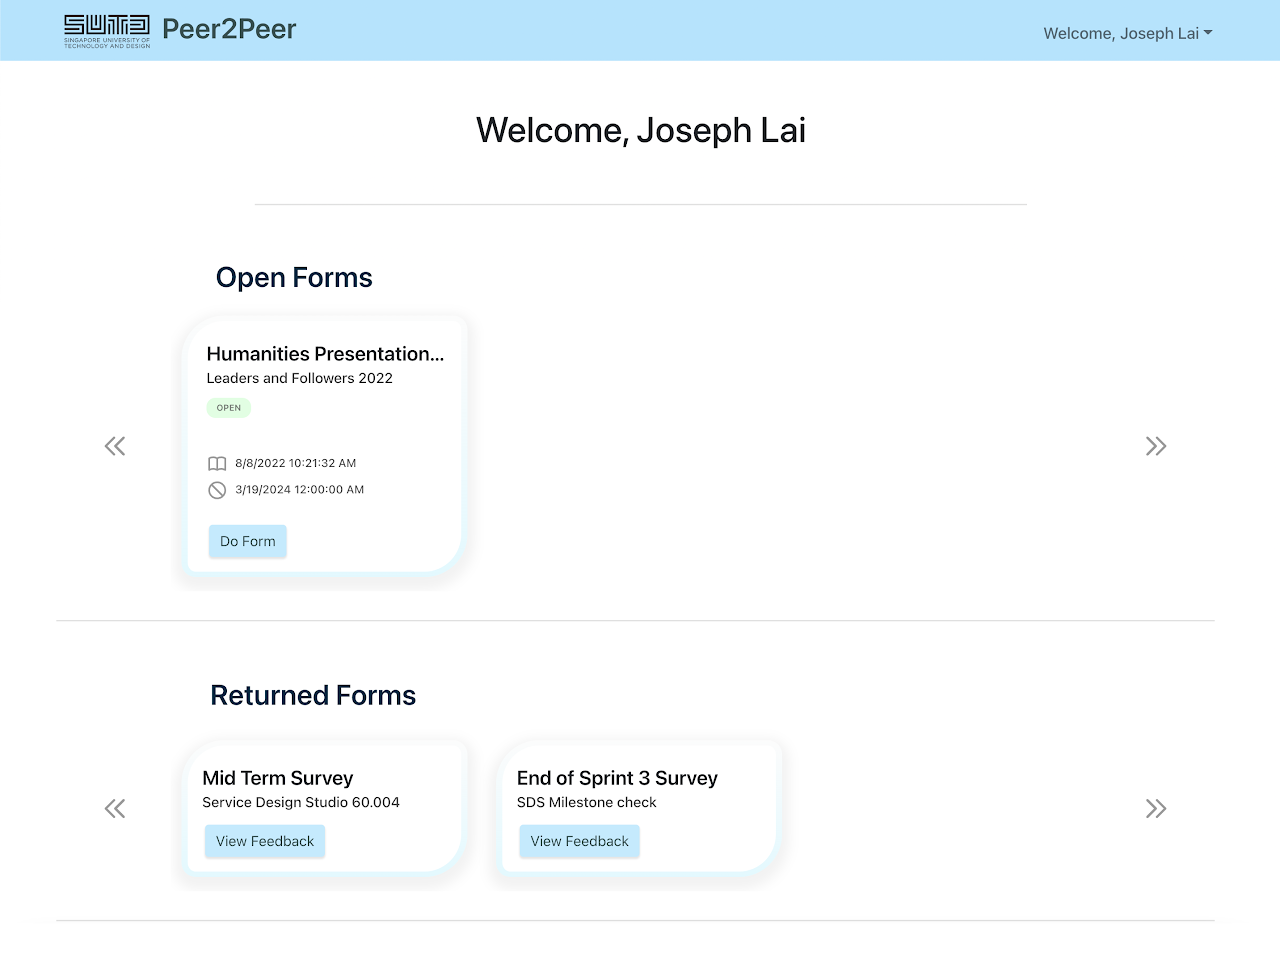 SUTD
SINGAPORE UNIVERSITY OF
TECHNOLOGY AND DESIGN
Peer2Peer
Welcome, Joseph Lai
Welcome, Joseph Lai
Open Forms
Humanities Presentation...
Leaders and Followers 2022
OPEN
8/8/2022 10:21:32 AM
3/19/2024 12:00:00 AM
Do Form
Returned Forms
Mid Term Survey
Service Design Studio 60.004
View Feedback
End of Sprint 3 Survey
SDS Milestone check
View Feedback